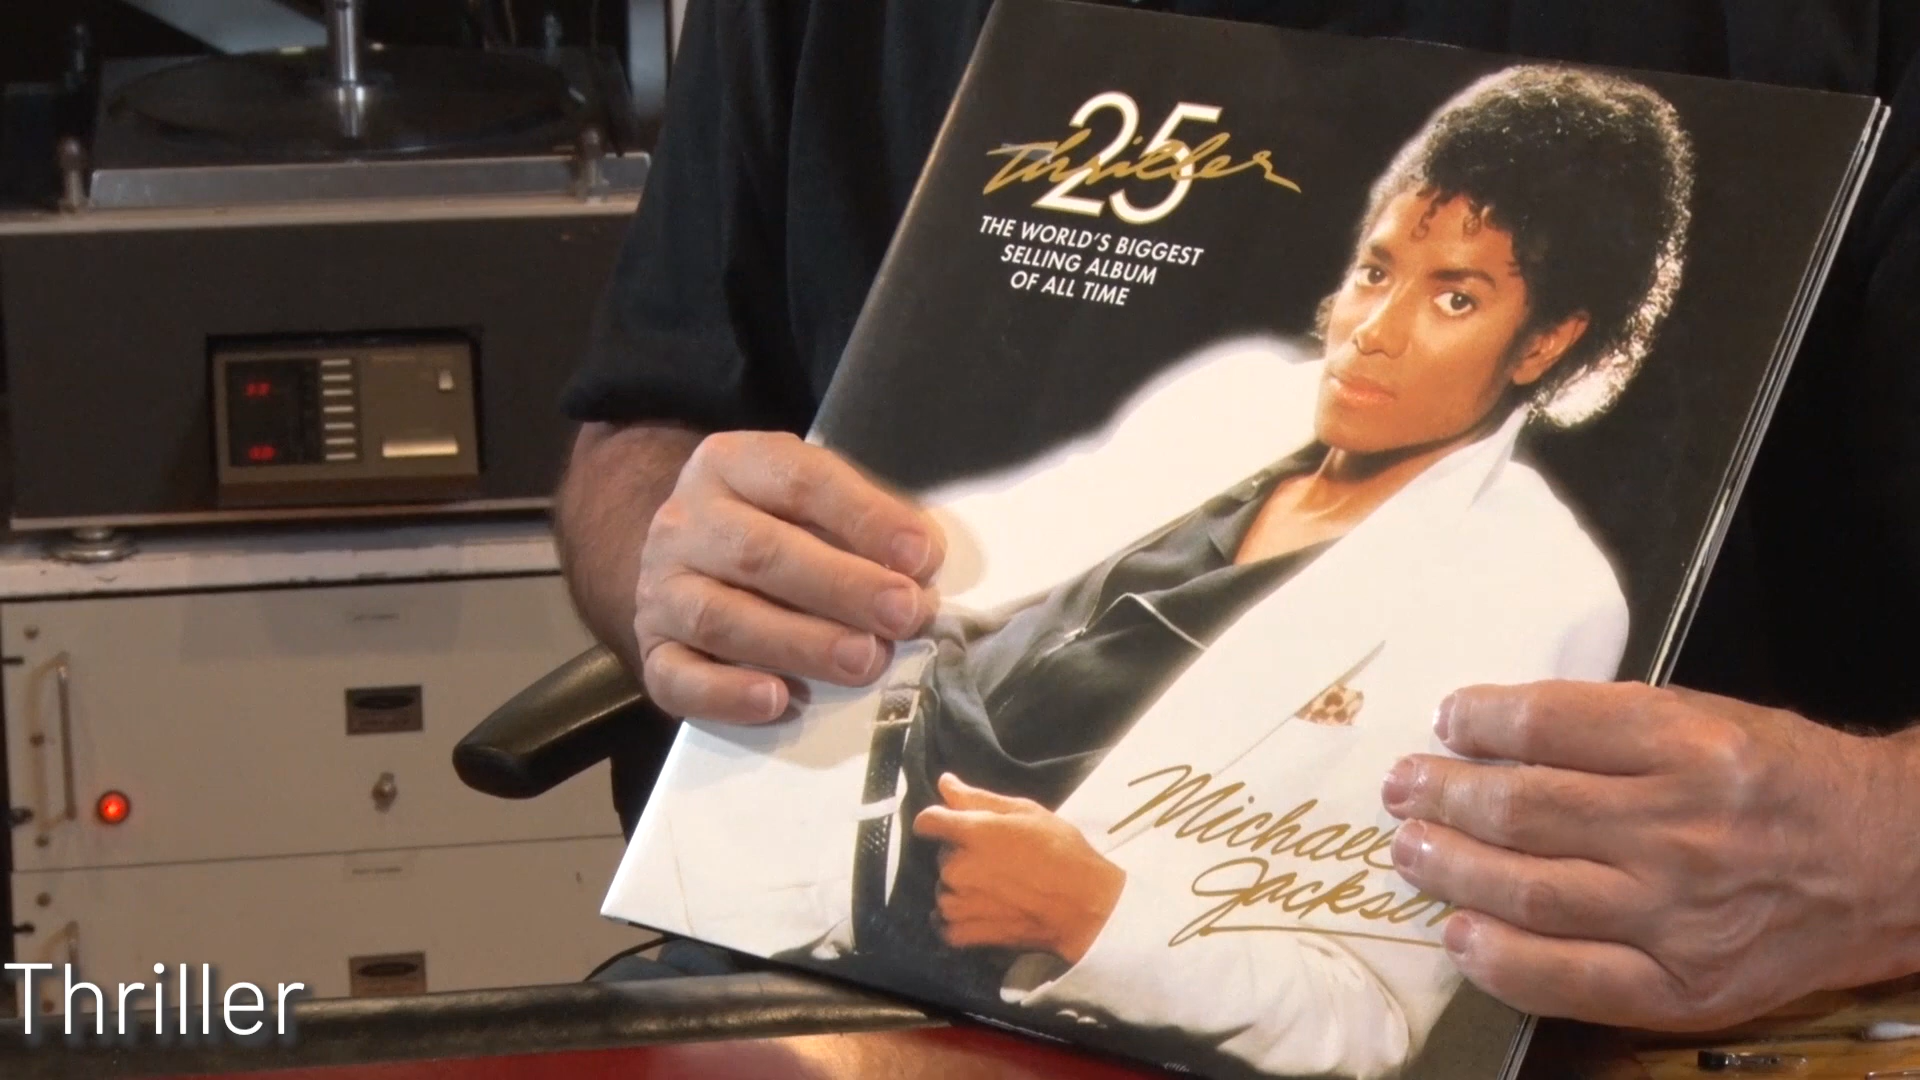 25
Thriller
THE WORLD'S BIGGEST
SELLING ALBUM
OF ALL TIME
Michael
Jackson
Thriller